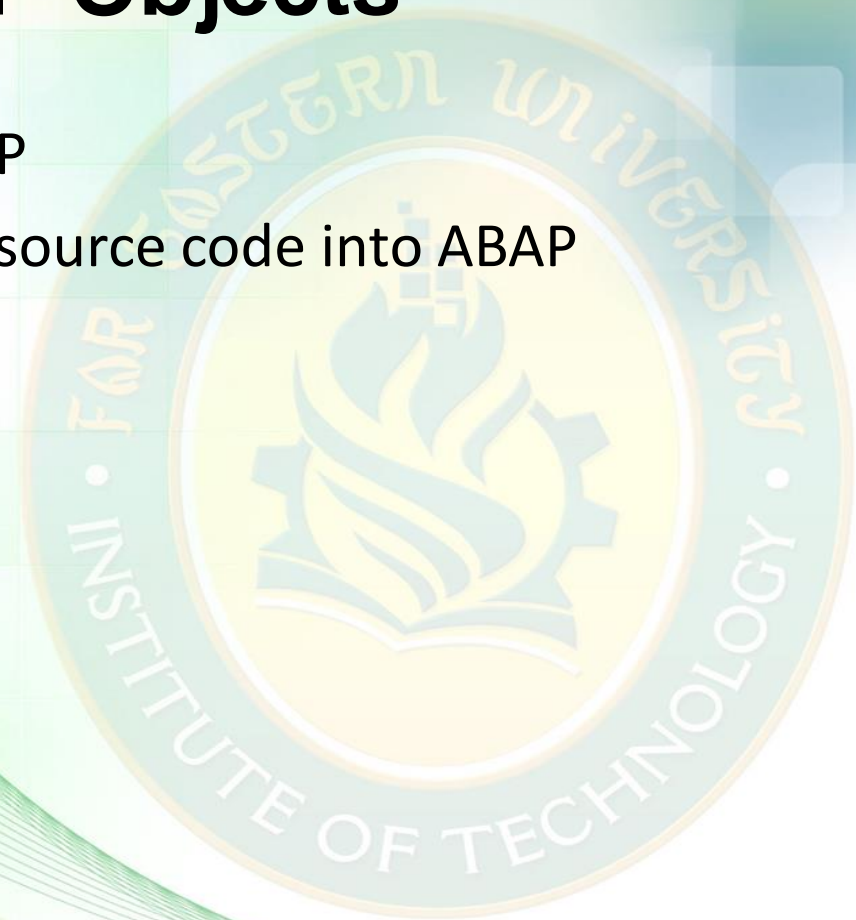 Objects
P
source code into ABAP
FAR EASTERN UNIVERSITY
• INSTITUTE OF TECHNOLOGY •